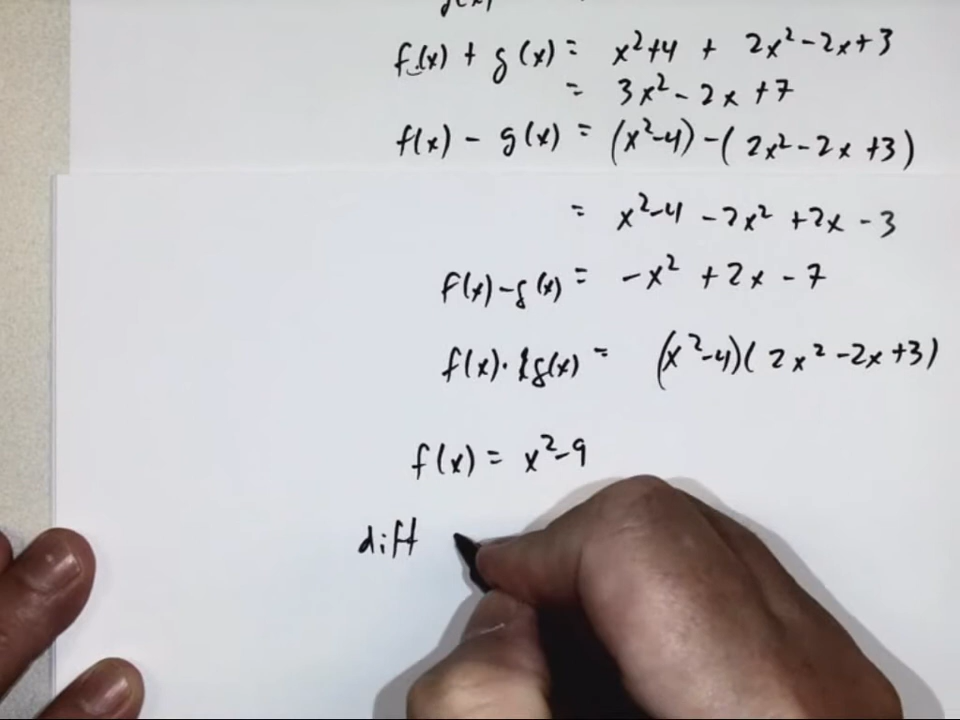 f(x) + g(x) = x²+4 + 2x²-2x+3
= 3x² - 2x +7
f(x) - g(x) = (x²-4) - ( 2x² - 2x +3 )
= x²-4 - 2x² +2x - 3
f(x) - g(x) = -x² + 2x - 7
f(x) · g(x) = (x²-4)( 2x² -2x +3)
f(x) = x²-9
diff